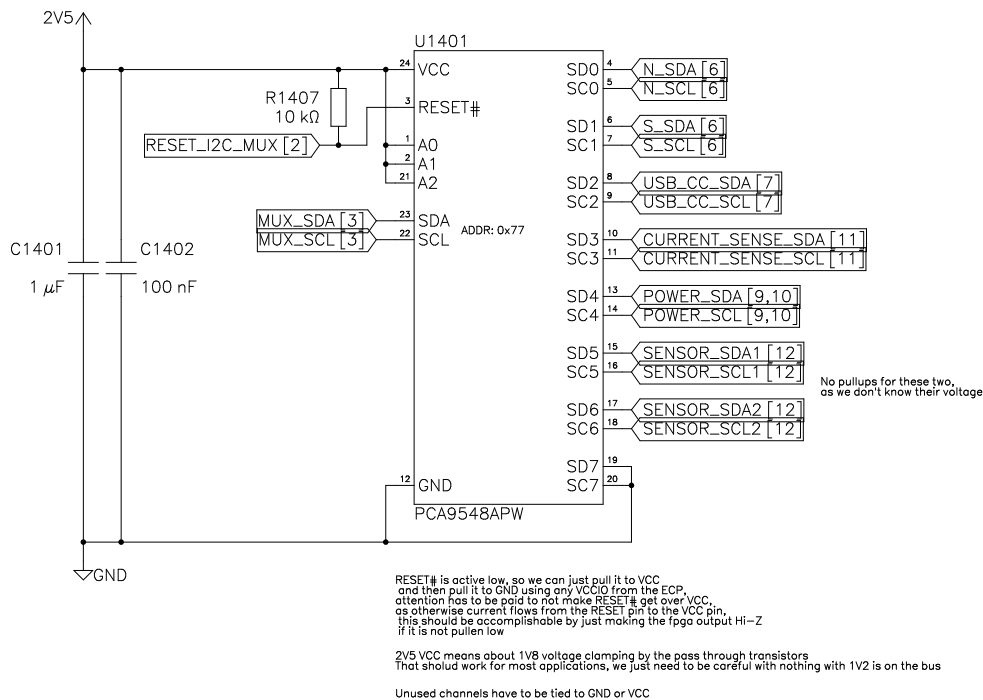 2V5
U1401
24 VCC
3 RESET#
1 A0
2 A1
21 A2
23 SDA
22 SCL
12 GND
ADDR: 0x77
PCA9548APW
R1407
10 kΩ
RESET_I2C_MUX [2]
MUX_SDA [3]
MUX_SCL [3]
C1401
1 µF
C1402
100 nF
GND
SD0 4 N_SDA [6]
SC0 5 N_SCL [6]
SD1 6 S_SDA [6]
SC1 7 S_SCL [6]
SD2 8 USB_CC_SDA [7]
SC2 9 USB_CC_SCL [7]
SD3 10 CURRENT_SENSE_SDA [11]
SC3 11 CURRENT_SENSE_SCL [11]
SD4 13 POWER_SDA [9,10]
SC4 14 POWER_SCL [9,10]
SD5 15 SENSOR_SDA1 [12]
SC5 16 SENSOR_SCL1 [12]
SD6 17 SENSOR_SDA2 [12]
SC6 18 SENSOR_SCL2 [12]
SD7 19
SC7 20
No pullups for these two,
as we don't know their voltage
RESET# is active low, so we can just pull it to VCC
and then pull it to GND using any VCCIO from the ECP,
attention has to be paid to not make RESET# get over VCC,
as otherwise current flows from the RESET pin to the VCC pin,
this should be accomplishable by just making the fpga output Hi-Z
if it is not pullen low
2V5 VCC means about 1V8 voltage clamping by the pass through transistors
That sholud work for most applications, we just need to be careful with nothing with 1V2 is on the bus
Unused channels have to be tied to GND or VCC